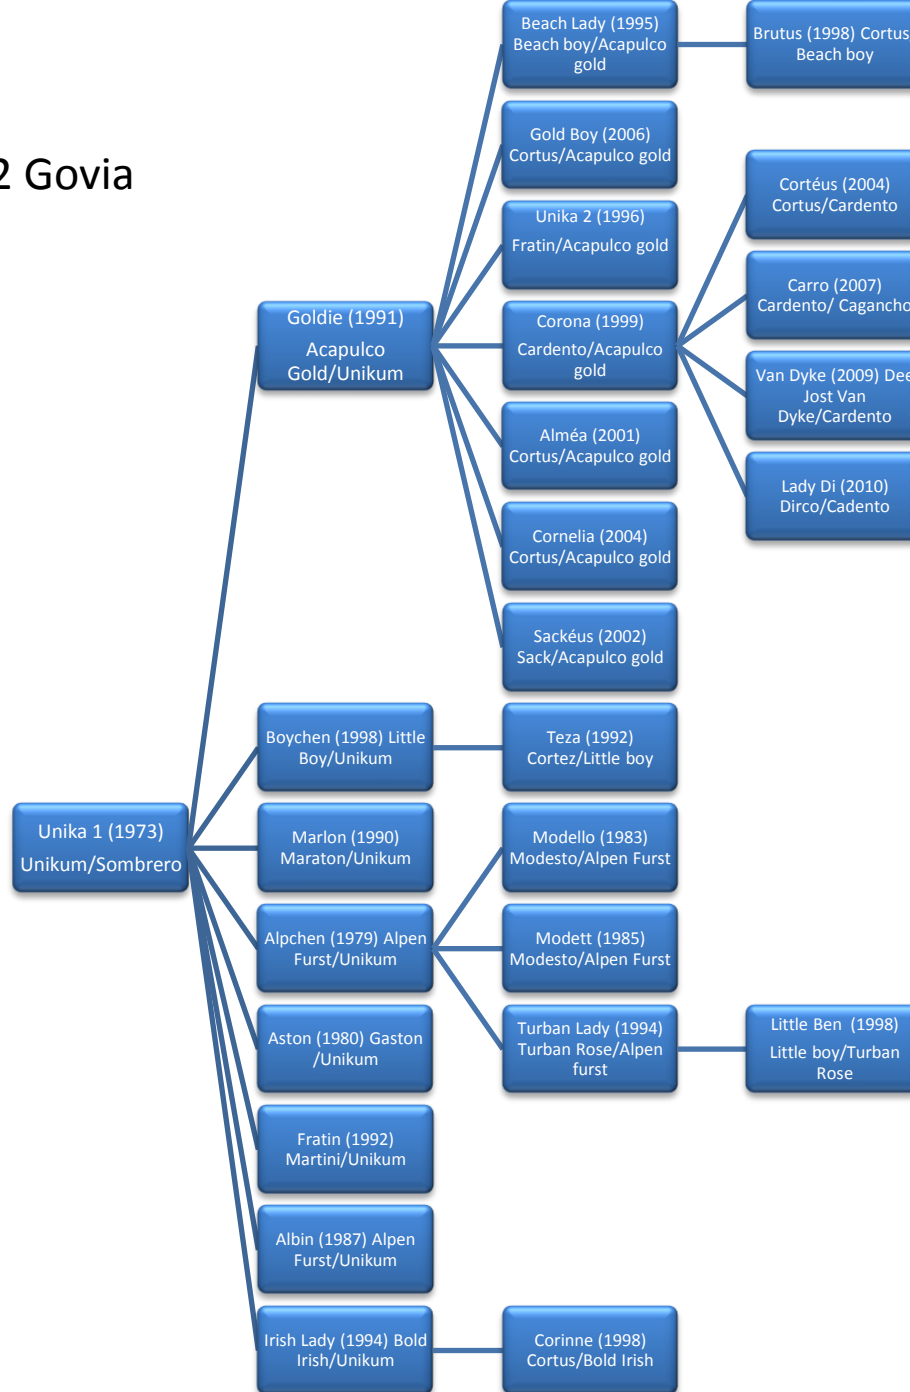 2 Govia
Beach Lady (1995)
Beach boy/Acapulco
gold
Brutus (1998) Cortus
Beach boy
Gold Boy (2006)
Cortus/Acapulco gold
Unika 2 (1996)
Fratin/Acapulco gold
Cortéus (2004)
Cortus/Cardento
Carro (2007)
Cardento/ Cagancho
Goldie (1991)
Acapulco
Gold/Unikum
Corona (1999)
Cardento/Acapulco
gold
Van Dyke (2009) Dee
Jost Van
Dyke/Cardento
Alméa (2001)
Cortus/Acapulco gold
Lady Di (2010)
Dirco/Cadento
Cornelia (2004)
Cortus/Acapulco gold
Sackéus (2002)
Sack/Acapulco gold
Boychen (1998) Little
Boy/Unikum
Teza (1992)
Cortez/Little boy
Unika 1 (1973)
Unikum/Sombrero
Marlon (1990)
Maraton/Unikum
Modello (1983)
Modesto/Alpen Furst
Alpchen (1979) Alpen
Furst/Unikum
Modett (1985)
Modesto/Alpen Furst
Aston (1980) Gaston
/Unikum
Turban Lady (1994)
Turban Rose/Alpen
furst
Little Ben  (1998)
Little boy/Turban
Rose
Fratin (1992)
Martini/Unikum
Albin (1987) Alpen
Furst/Unikum
Irish Lady (1994) Bold
Irish/Unikum
Corinne (1998)
Cortus/Bold Irish